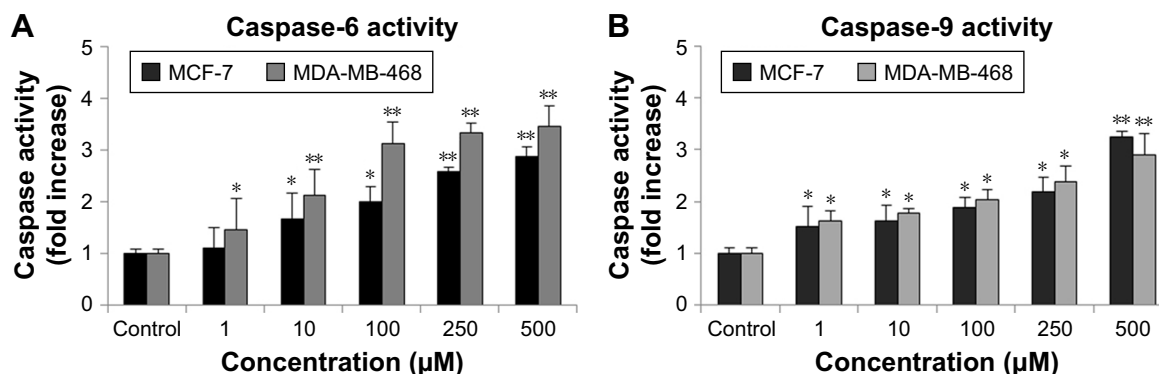 A
Caspase-6 activity
MCF-7 MDA-MB-468
Caspase activity
(fold increase)
5
4
3
2
1
0
*
*
**
*
**
**
**
**
**
Control 1 10 100 250 500
Concentration (µM)
B
Caspase-9 activity
MCF-7 MDA-MB-468
Caspase activity
(fold increase)
5
4
3
2
1
0
*
*
*
*
*
*
*
*
**
**
Control 1 10 100 250 500
Concentration (µM)